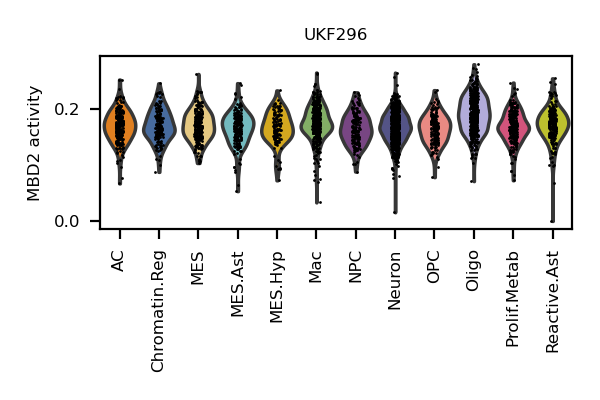 UKF296
MBD2 activity
0.2
0.0
AC
Chromatin.Reg
MES
MES.Ast
MES.Hyp
Mac
NPC
Neuron
OPC
Oligo
Prolif.Metab
Reactive.Ast